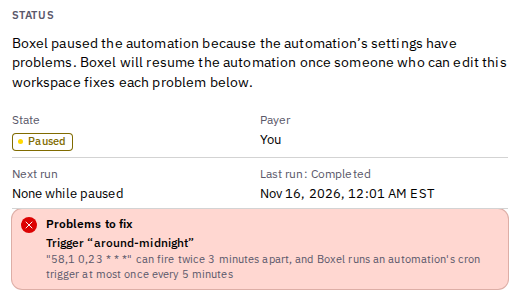 STATUS
Boxel paused the automation because the automation’s settings have
problems. Boxel will resume the automation once someone who can edit this
workspace fixes each problem below.
State
Payer
Paused
You
Next run
Last run: Completed
None while paused
Nov 16, 2026, 12:01 AM EST
Problems to fix
Trigger “around-midnight”
"58,1 0,23 * * *" can fire twice 3 minutes apart, and Boxel runs an automation's cron
trigger at most once every 5 minutes